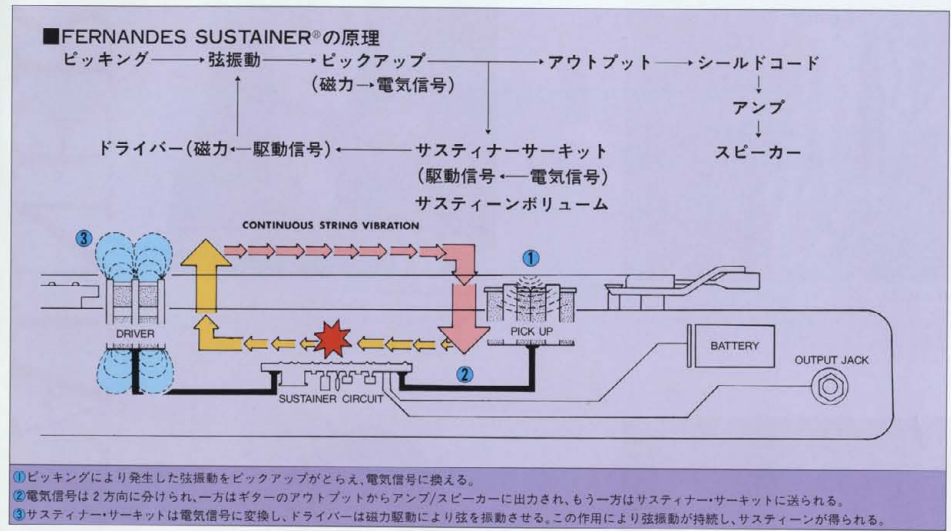 ■FERNANDES SUSTAINER®の原理
ピッキング→弦振動→ピックアップ→アウトプット→シールドコード
(磁力→電気信号)
アンプ
ドライバー(磁力←駆動信号)←サスティナーサーキット
スピーカー
(駆動信号←電気信号)
サスティーンボリューム
CONTINUOUS STRING VIBRATION
③
①
DRIVER
PICK UP
BATTERY
OUTPUT JACK
②
SUSTAINER CIRCUIT
①ピッキングにより発生した弦振動をピックアップがとらえ、電気信号に換える。
②電気信号は2方向に分けられ、一方はギターのアウトプットからアンプ/スピーカーに出力され、もう一方はサスティナー・サーキットに送られる。
③サスティナー・サーキットは電気信号に変換し、ドライバーは磁力駆動により弦を振動させる。この作用により弦振動が持続し、サスティーンが得られる。